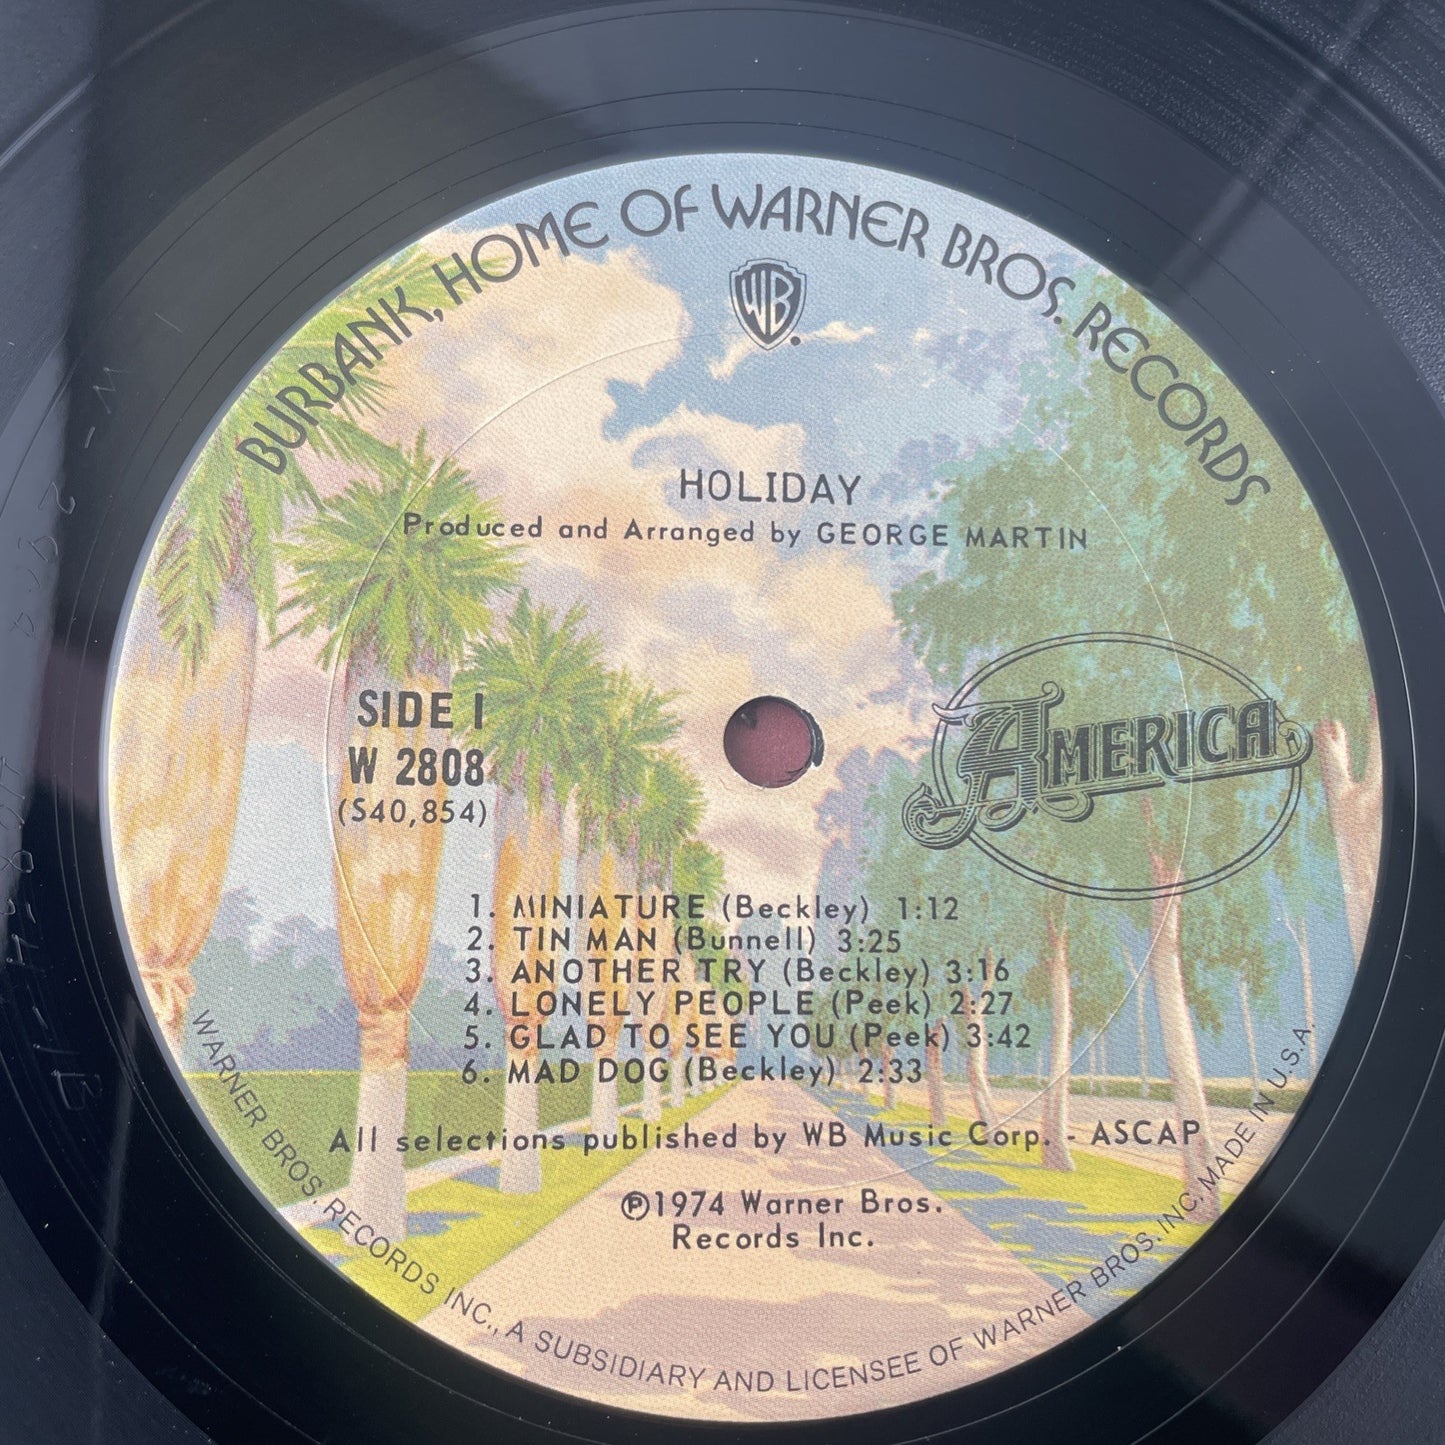 BURBANK, HOME OF WARNER BROS. RECORDS
WB
HOLIDAY
Produced and Arranged by GEORGE MARTIN
SIDE 1
W 2808
(S40,854)
AMERICA
1. MINIATURE (Beckley) 1:12
2. TIN MAN (Bunnell) 3:25
3. ANOTHER TRY (Beckley) 3:16
4. LONELY PEOPLE (Peek) 2:27
5. GLAD TO SEE YOU (Peek) 3:42
6. MAD DOG (Beckley) 2:33
All selections published by WB Music Corp. - ASCAP
℗1974 Warner Bros.
Records Inc.
WARNER BROS. RECORDS INC., A SUBSIDIARY AND LICENSEE OF WARNER BROS. INC. MADE IN U.S.A.